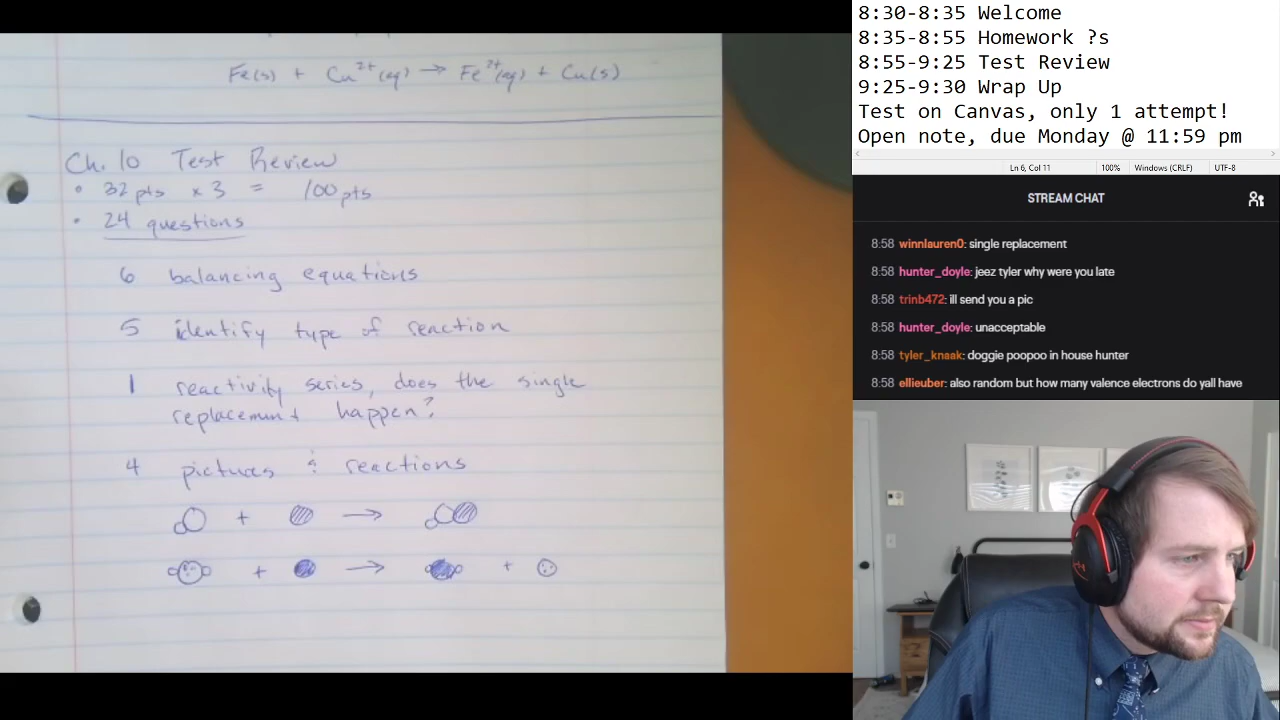 Fe(s) + Cu²⁺(aq) → Fe²⁺(aq) + Cu(s)
Ch. 10 Test Review
• 32 pts x 3 = 100 pts
• 24 questions
6 balancing equations
5 identify type of reaction
1 reactivity series, does the single
replacement happen?
4 pictures & reactions
+ →
+ → +
8:30-8:35 Welcome
8:35-8:55 Homework ?s
8:55-9:25 Test Review
9:25-9:30 Wrap Up
Test on Canvas, only 1 attempt!
Open note, due Monday @ 11:59 pm
Ln 6, Col 11 100% Windows (CRLF) UTF-8
STREAM CHAT
8:58 winnlauren0: single replacement
8:58 hunter_doyle: jeez tyler why were you late
8:58 trinb472: ill send you a pic
8:58 hunter_doyle: unacceptable
8:58 tyler_knaak: doggie poopoo in house hunter
8:58 ellieuber: also random but how many valence electrons do yall have